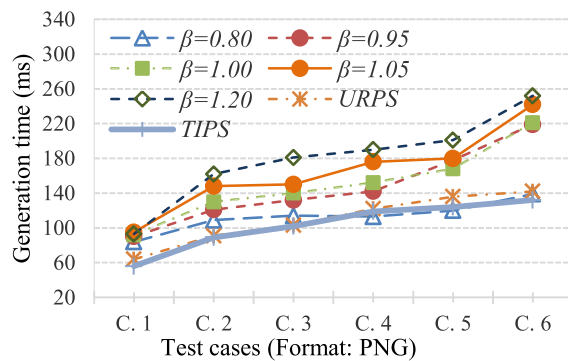 340
300
260
220
180
140
100
60
20
Generation time (ms)
β=0.80
β=0.95
β=1.00
β=1.05
β=1.20
URPS
TIPS
C. 1
C. 2
C. 3
C. 4
C. 5
C. 6
Test cases (Format: PNG)